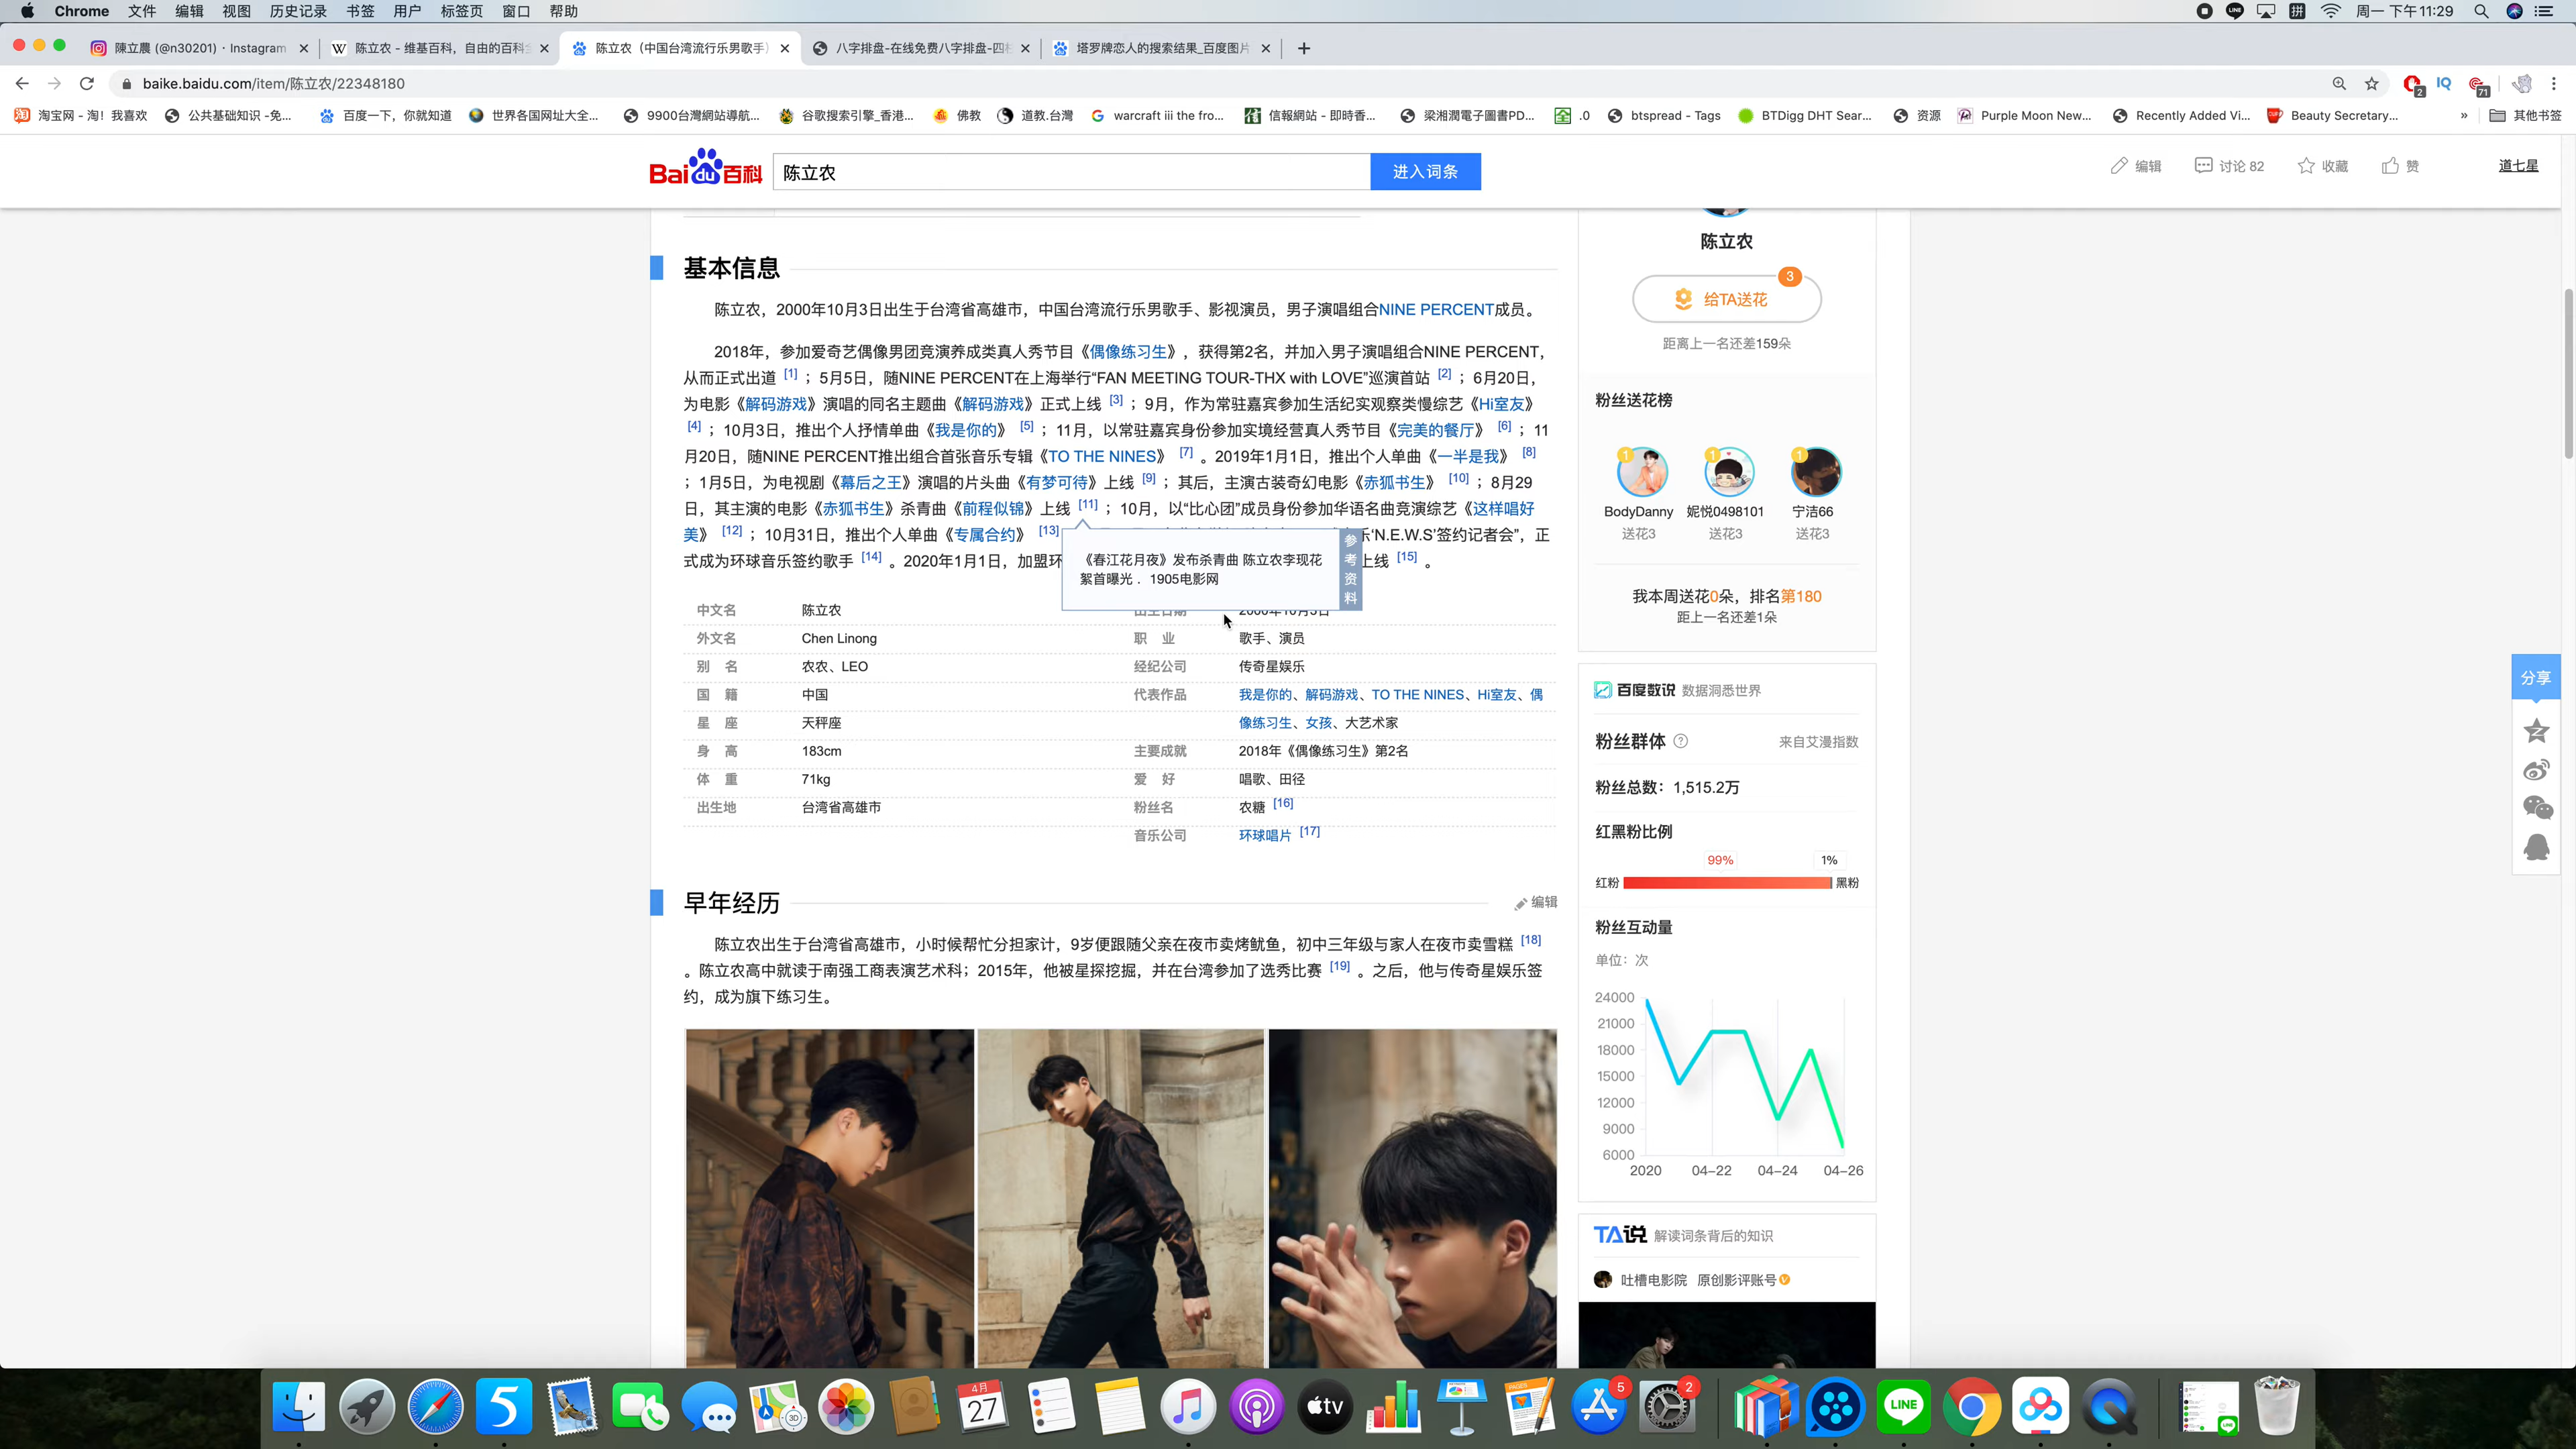 Chrome 文件 编辑 视图 历史记录 书签 用户 标签页 窗口 帮助 周一 下午11:29
陳立農 (@n30201) · Instagram
陈立农 - 维基百科，自由的百科
陈立农（中国台湾流行乐男歌手）
八字排盘-在线免费八字排盘-四
塔罗牌恋人的搜索结果_百度图片
baike.baidu.com/item/陈立农/22348180
2
IQ
71
淘宝网 - 淘！我喜欢
公共基础知识 -免...
百度一下，你就知道
世界各国网址大全...
9900台灣網站導航...
谷歌搜索引擎_香港...
佛教
道教.台灣
warcraft iii the fro...
信報網站 - 即時香...
梁湘潤電子圖書PD...
.0
btspread - Tags
BTDigg DHT Sear...
资源
Purple Moon New...
Recently Added Vi...
Beauty Secretary...
»
其他书签
Bai du 百科
陈立农
进入词条
编辑
讨论 82
收藏
赞
道七星
基本信息
陈立农，2000年10月3日出生于台湾省高雄市，中国台湾流行乐男歌手、影视演员，男子演唱组合NINE PERCENT成员。
2018年，参加爱奇艺偶像男团竞演养成类真人秀节目《偶像练习生》，获得第2名，并加入男子演唱组合NINE PERCENT，
从而正式出道 [1] ；5月5日，随NINE PERCENT在上海举行“FAN MEETING TOUR-THX with LOVE”巡演首站 [2] ；6月20日，
为电影《解码游戏》演唱的同名主题曲《解码游戏》正式上线 [3] ；9月，作为常驻嘉宾参加生活纪实观察类慢综艺《Hi室友》
[4] ；10月3日，推出个人抒情单曲《我是你的》 [5] ；11月，以常驻嘉宾身份参加实境经营真人秀节目《完美的餐厅》 [6] ；11
月20日，随NINE PERCENT推出组合首张音乐专辑《TO THE NINES》 [7] 。2019年1月1日，推出个人单曲《一半是我》 [8]
；1月5日，为电视剧《幕后之王》演唱的片头曲《有梦可待》上线 [9] ；其后，主演古装奇幻电影《赤狐书生》 [10] ；8月29
日，其主演的电影《赤狐书生》杀青曲《前程似锦》上线 [11] ；10月，以“比心团”成员身份参加华语名曲竞演综艺《这样唱好
美》 [12] ；10月31日，推出个人单曲《专属合约》 [13] 乐‘N.E.W.S’签约记者会”，正
式成为环球音乐签约歌手 [14] 。2020年1月1日，加盟环 上线 [15] 。
《春江花月夜》发布杀青曲 陈立农李现花
絮首曝光． 1905电影网
参考资料
中文名 陈立农 出生日期 2000年10月3日
外文名 Chen Linong 职 业 歌手、演员
别 名 农农、LEO 经纪公司 传奇星娱乐
国 籍 中国 代表作品 我是你的、解码游戏、TO THE NINES、Hi室友、偶
星 座 天秤座 像练习生、女孩、大艺术家
身 高 183cm 主要成就 2018年《偶像练习生》第2名
体 重 71kg 爱 好 唱歌、田径
出生地 台湾省高雄市 粉丝名 农糖 [16]
音乐公司 环球唱片 [17]
早年经历
编辑
陈立农出生于台湾省高雄市，小时候帮忙分担家计，9岁便跟随父亲在夜市卖烤鱿鱼，初中三年级与家人在夜市卖雪糕 [18]
。陈立农高中就读于南强工商表演艺术科；2015年，他被星探挖掘，并在台湾参加了选秀比赛 [19] 。之后，他与传奇星娱乐签
约，成为旗下练习生。
陈立农
3
给TA送花
距离上一名还差159朵
粉丝送花榜
1 1 1
BodyDanny 妮悦0498101 宁洁66
送花3 送花3 送花3
我本周送花0朵，排名第180
距上一名还差1朵
百度数说 数据洞悉世界
粉丝群体 ? 来自艾漫指数
粉丝总数：1,515.2万
红黑粉比例
99% 1%
红粉 黑粉
粉丝互动量
单位：次
24000
21000
18000
15000
12000
9000
6000
2020 04-22 04-24 04-26
TA说 解读词条背后的知识
吐槽电影院 原创影评账号
分享
3D
4月
27
tv
PAGES
5
2
LINE